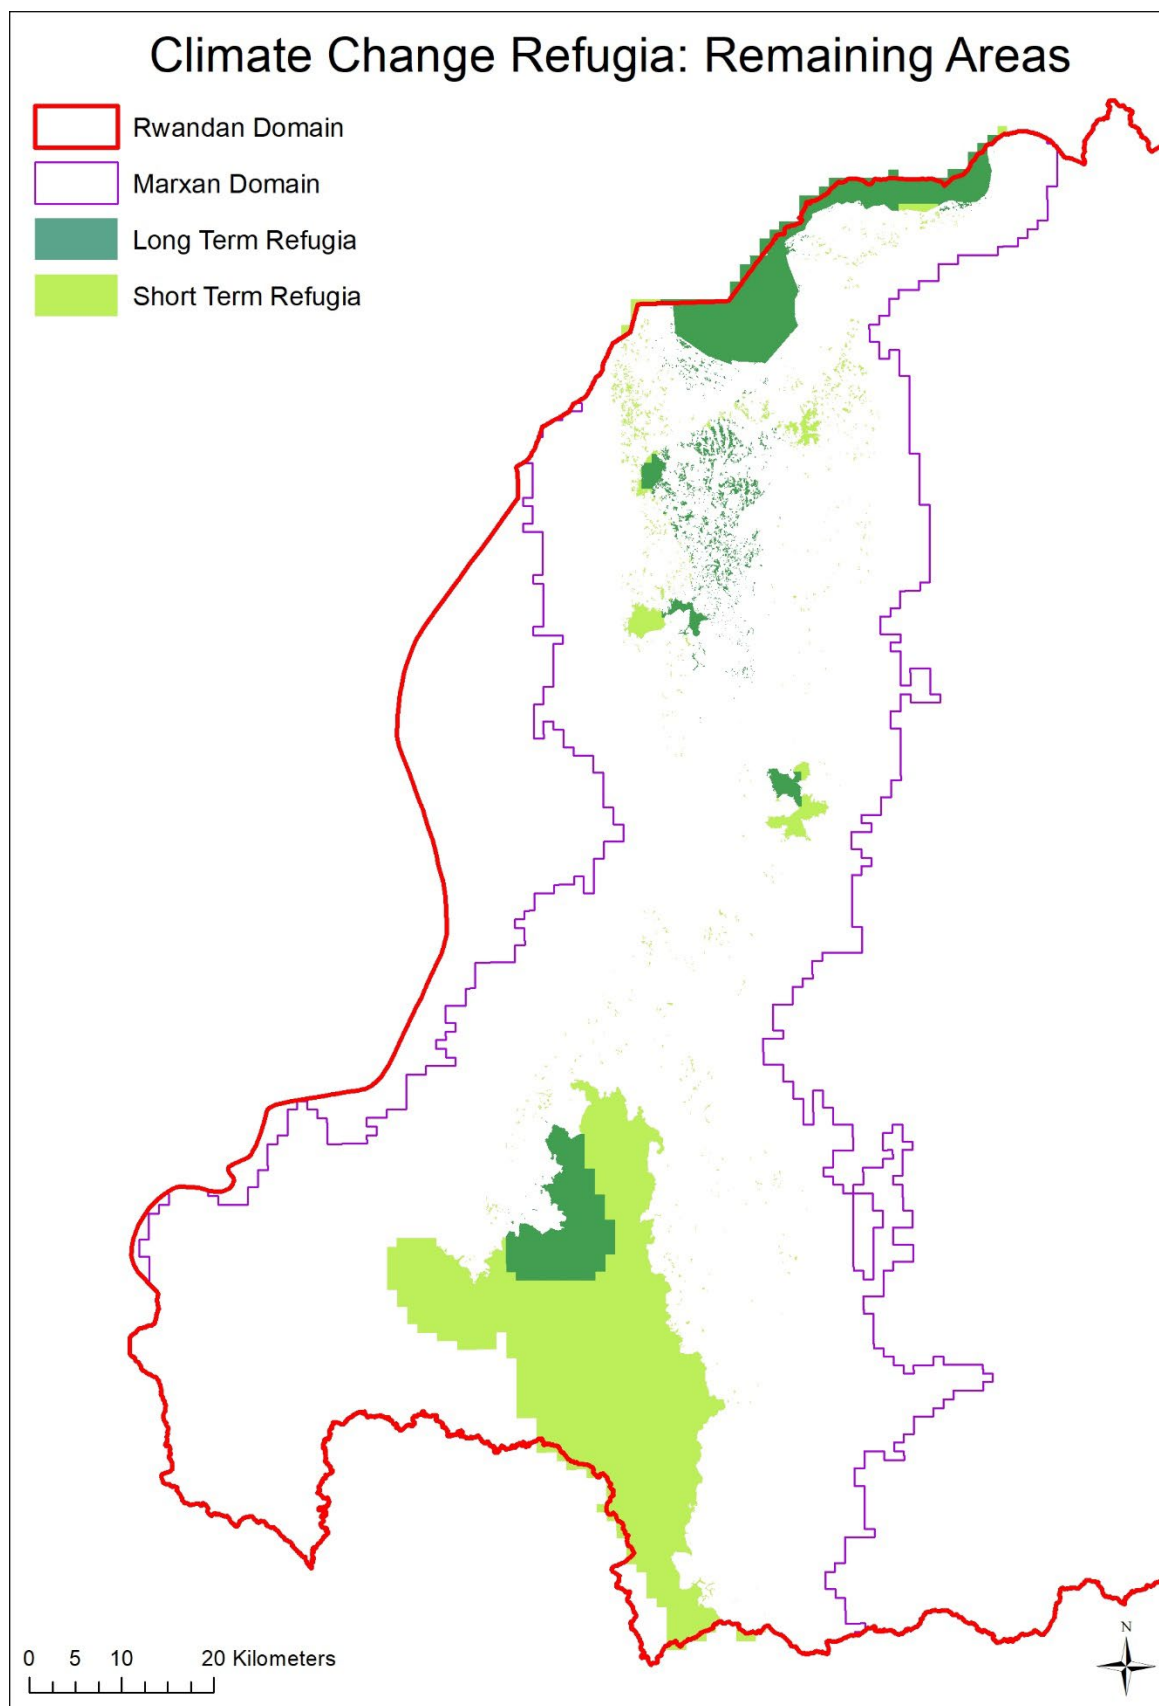 Climate Change Refugia: Remaining Areas
Rwandan Domain
Marxan Domain
Long Term Refugia
Short Term Refugia
0 5 10 20 Kilometers
N